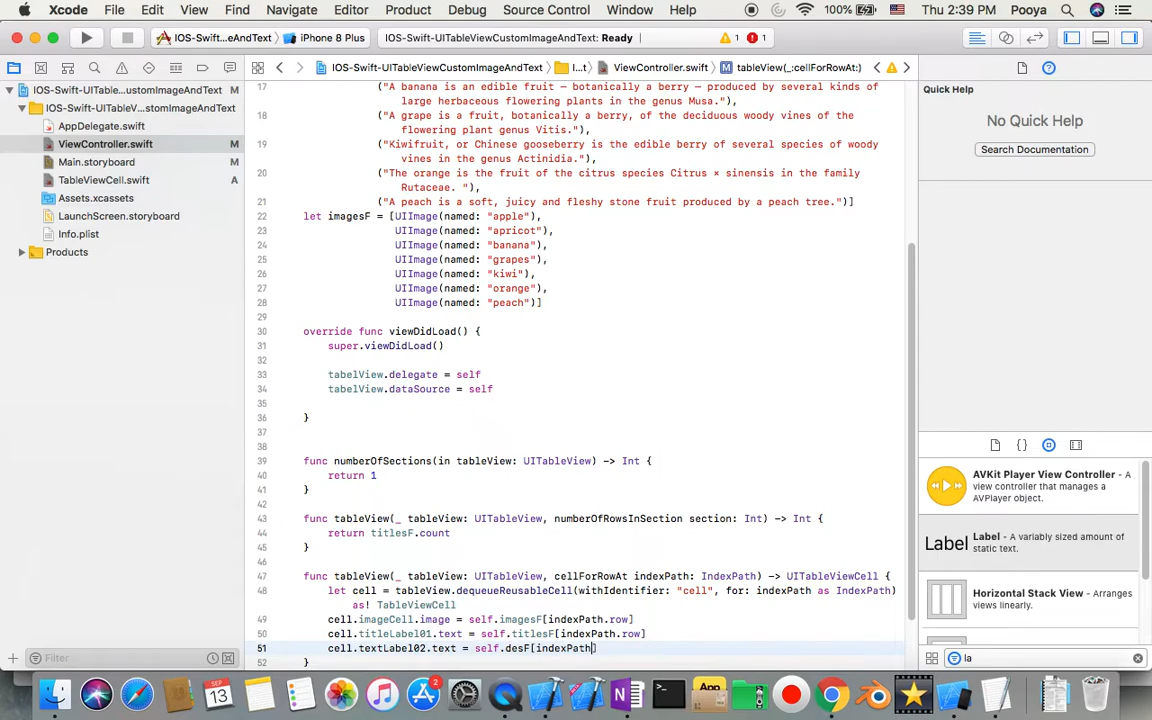 Xcode File Edit View Find Navigate Editor Product Debug Source Control Window Help 100% Thu 2:39 PM Pooya
IOS-Swift...eAndText iPhone 8 Plus IOS-Swift-UITableViewCustomImageAndText: Ready 1 1
IOS-Swift-UITableViewCustomImageAndText I...t ViewController.swift M tableView(_:cellForRowAt:)
IOS-Swift-UITable...ustomImageAndText M
IOS-Swift-UITableV...stomImageAndText
AppDelegate.swift
ViewController.swift M
Main.storyboard M
TableViewCell.swift A
Assets.xcassets
LaunchScreen.storyboard
Info.plist
Products
Filter
17 ("A banana is an edible fruit – botanically a berry – produced by several kinds of
large herbaceous flowering plants in the genus Musa."),
18 ("A grape is a fruit, botanically a berry, of the deciduous woody vines of the
flowering plant genus Vitis."),
19 ("Kiwifruit, or Chinese gooseberry is the edible berry of several species of woody
vines in the genus Actinidia."),
20 ("The orange is the fruit of the citrus species Citrus × sinensis in the family
Rutaceae. "),
21 ("A peach is a soft, juicy and fleshy stone fruit produced by a peach tree.")]
22 let imagesF = [UIImage(named: "apple"),
23 UIImage(named: "apricot"),
24 UIImage(named: "banana"),
25 UIImage(named: "grapes"),
26 UIImage(named: "kiwi"),
27 UIImage(named: "orange"),
28 UIImage(named: "peach")]
29
30 override func viewDidLoad() {
31 super.viewDidLoad()
32
33 tabelView.delegate = self
34 tabelView.dataSource = self
35
36 }
37
38
39 func numberOfSections(in tableView: UITableView) -> Int {
40 return 1
41 }
42
43 func tableView(_ tableView: UITableView, numberOfRowsInSection section: Int) -> Int {
44 return titlesF.count
45 }
46
47 func tableView(_ tableView: UITableView, cellForRowAt indexPath: IndexPath) -> UITableViewCell {
48 let cell = tableView.dequeueReusableCell(withIdentifier: "cell", for: indexPath as IndexPath)
as! TableViewCell
49 cell.imageCell.image = self.imagesF[indexPath.row]
50 cell.titleLabel01.text = self.titlesF[indexPath.row]
51 cell.textLabel02.text = self.desF[indexPath]
52 }
Quick Help
No Quick Help
Search Documentation
AVKit Player View Controller - A
view controller that manages a
AVPlayer object.
Label Label - A variably sized amount of
static text.
Horizontal Stack View - Arranges
views linearly.
la
SEP
13
2
App